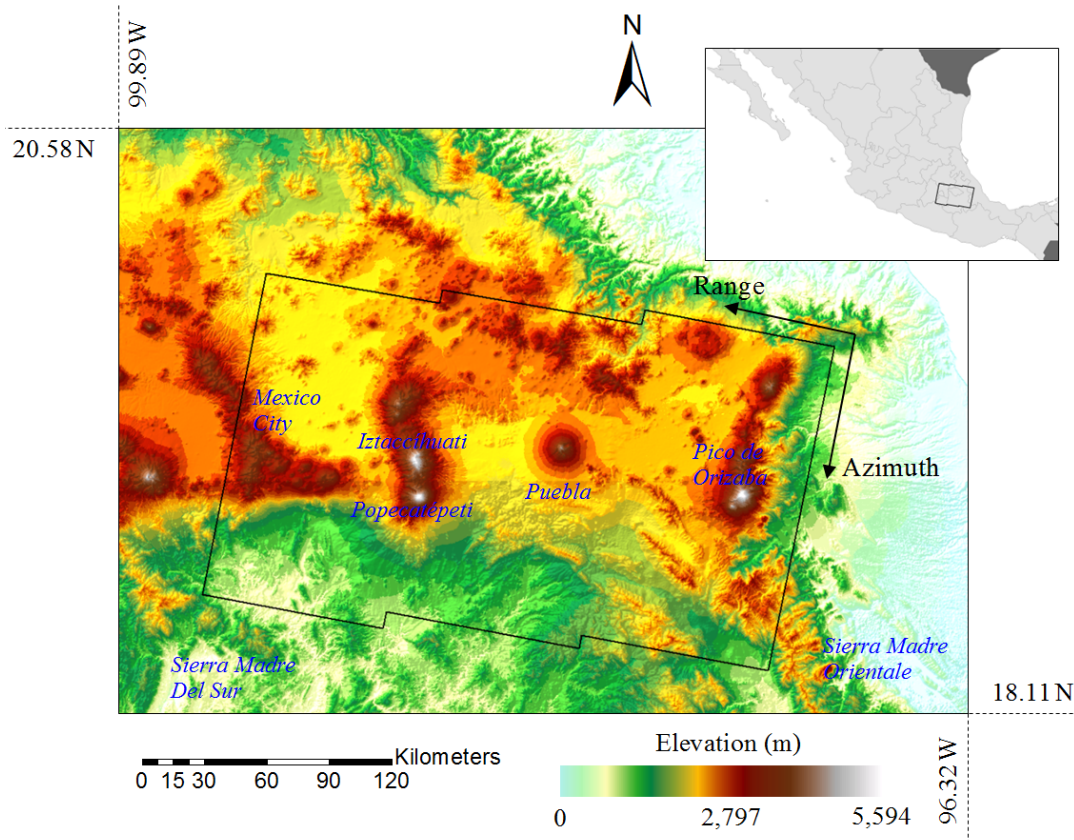 99.89 W
N
20.58 N
Range
Mexico
City
Iztaccihuati
Pico de
Orizaba
Azimuth
Puebla
Popecatepeti
Sierra Madre
Del Sur
Sierra Madre
Orientale
18.11 N
Kilometers
0 15 30 60 90 120
Elevation (m)
0 2,797 5,594
96.32 W